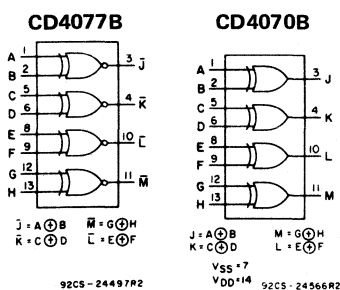 CD4077B
A 1
B 2
3 J̅
C 5
D 6
4 K̅
E 8
F 9
10 L̅
G 12
H 13
11 M̅
J̅ = A ⊕ B M̅ = G ⊕ H
K̅ = C ⊕ D L̅ = E ⊕ F
92CS-24497R2
CD4070B
A 1
B 2
3 J
C 5
D 6
4 K
E 8
F 9
10 L
G 12
H 13
11 M
J = A ⊕ B M = G ⊕ H
K = C ⊕ D L = E ⊕ F
VSS = 7
VDD = 14
92CS-24566R2